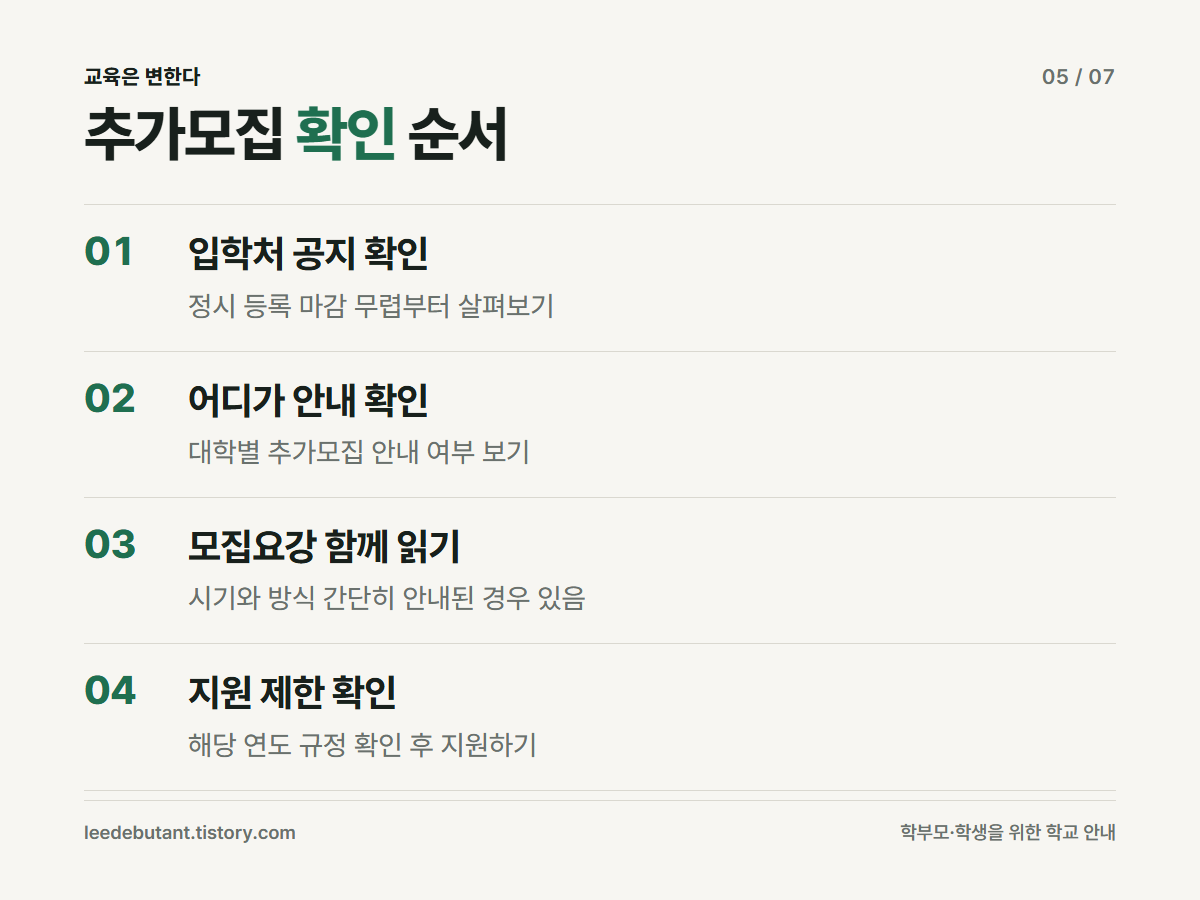 교육은 변한다
05 / 07
추가모집 확인 순서
01
입학처 공지 확인
정시 등록 마감 무렵부터 살펴보기
02
어디가 안내 확인
대학별 추가모집 안내 여부 보기
03
모집요강 함께 읽기
시기와 방식 간단히 안내된 경우 있음
04
지원 제한 확인
해당 연도 규정 확인 후 지원하기
leedebutant.tistory.com
학부모·학생을 위한 학교 안내